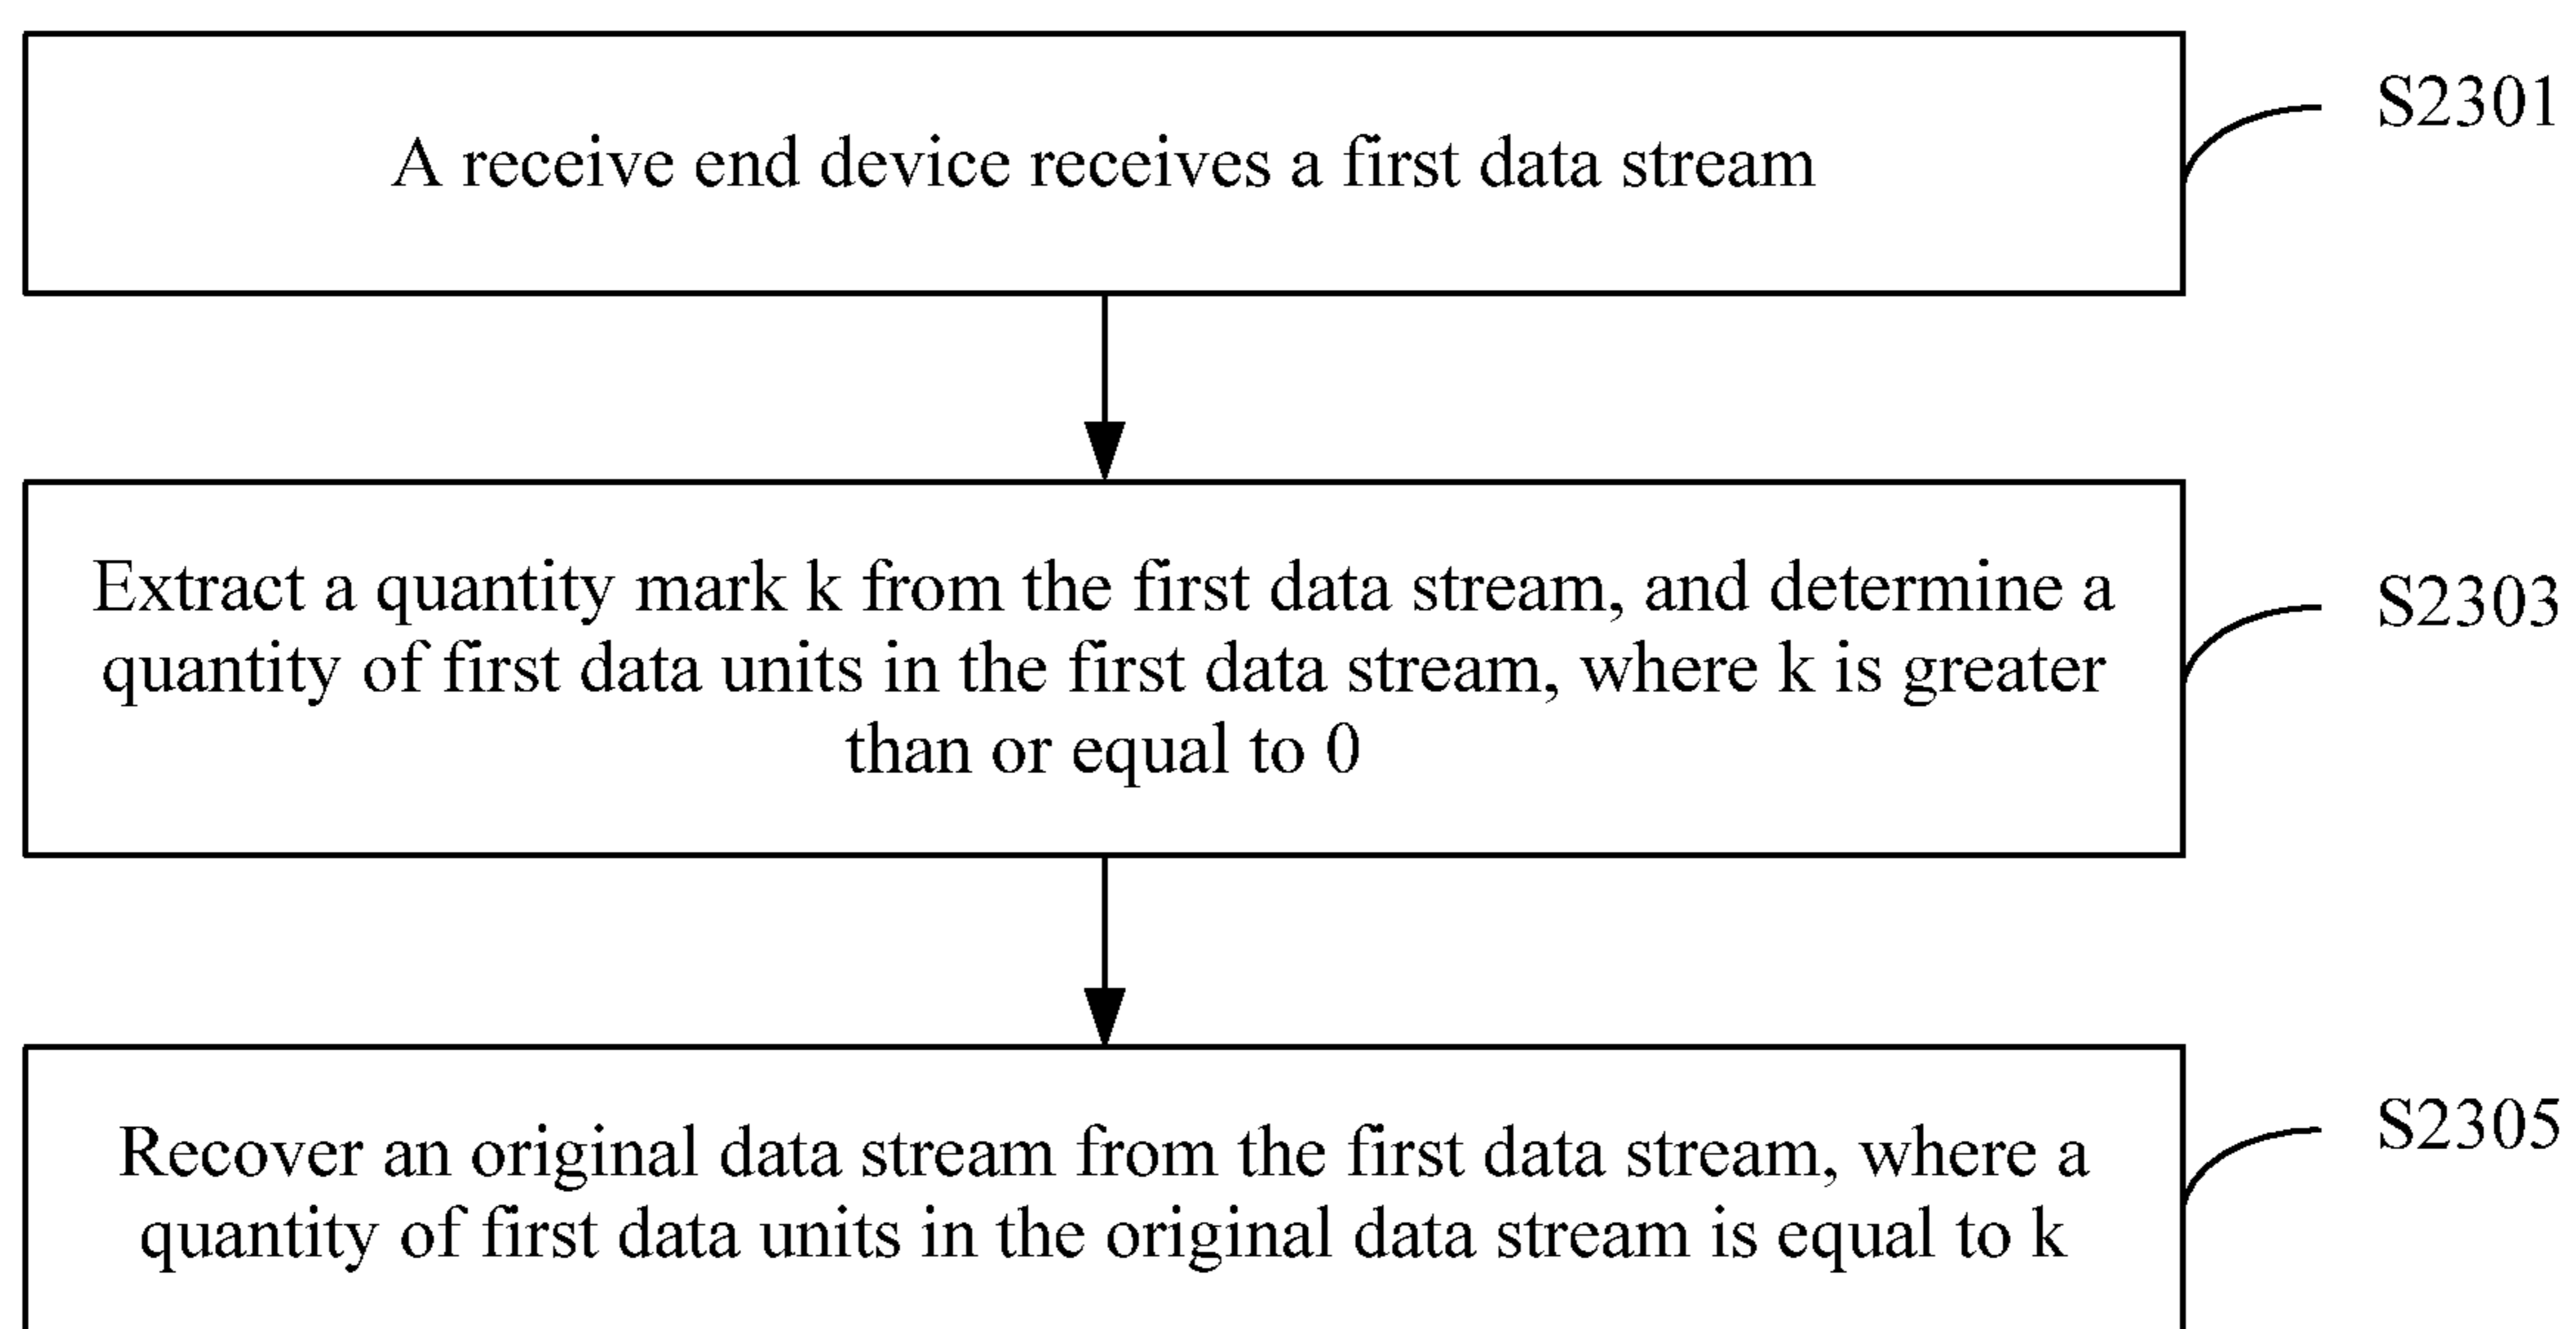 A receive end device receives a first data stream
S2301
Extract a quantity mark k from the first data stream, and determine a
quantity of first data units in the first data stream, where k is greater
than or equal to 0
S2303
Recover an original data stream from the first data stream, where a
quantity of first data units in the original data stream is equal to k
S2305